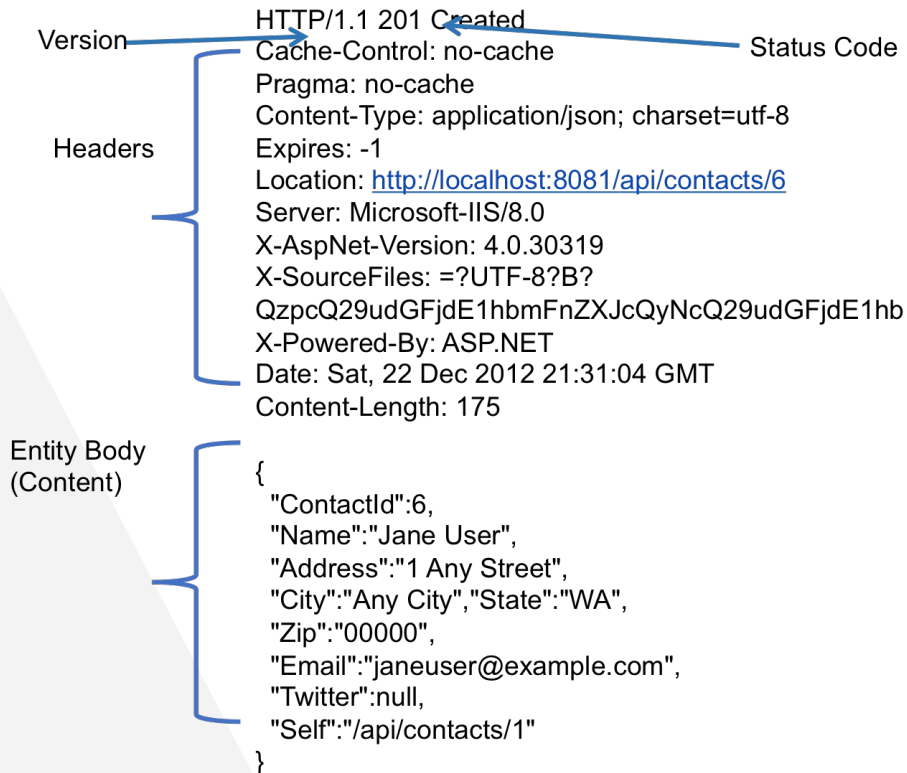 HTTP/1.1 201 Created
Version
Status Code
Cache-Control: no-cache
Pragma: no-cache
Content-Type: application/json; charset=utf-8
Headers
Expires: -1
Location: http://localhost:8081/api/contacts/6
Server: Microsoft-IIS/8.0
X-AspNet-Version: 4.0.30319
X-SourceFiles: =?UTF-8?B?
QzpcQ29udGFjdE1hbmFnZXJcQyNcQ29udGFjdE1hb
X-Powered-By: ASP.NET
Date: Sat, 22 Dec 2012 21:31:04 GMT
Content-Length: 175
Entity Body
(Content)
{
"ContactId":6,
"Name":"Jane User",
"Address":"1 Any Street",
"City":"Any City","State":"WA",
"Zip":"00000",
"Email":"janeuser@example.com",
"Twitter":null,
"Self":"/api/contacts/1"
}